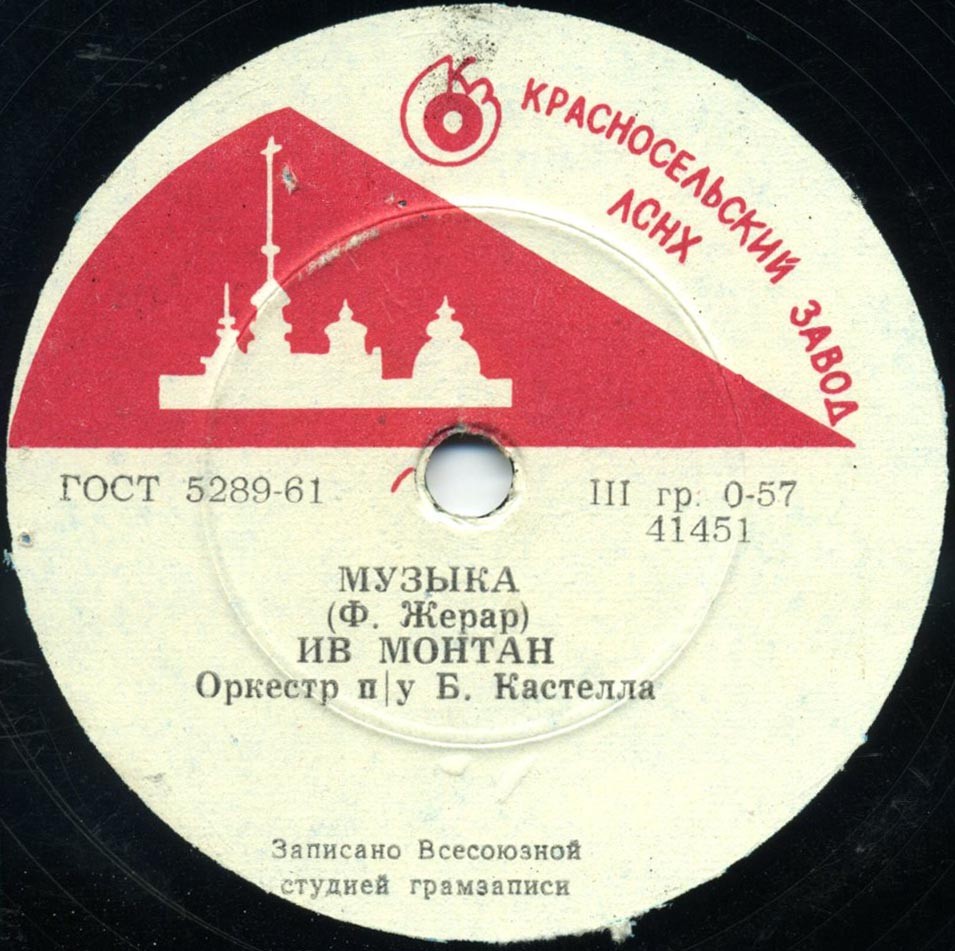 КРАСНОСЕЛЬСКИЙ ЗАВОД
ЛСНХ
ГОСТ 5289-61
III гр. 0-57
41451
МУЗЫКА
(Ф. Жерар)
ИВ МОНТАН
Оркестр п/у Б. Кастелла
Записано Всесоюзной
студией грамзаписи